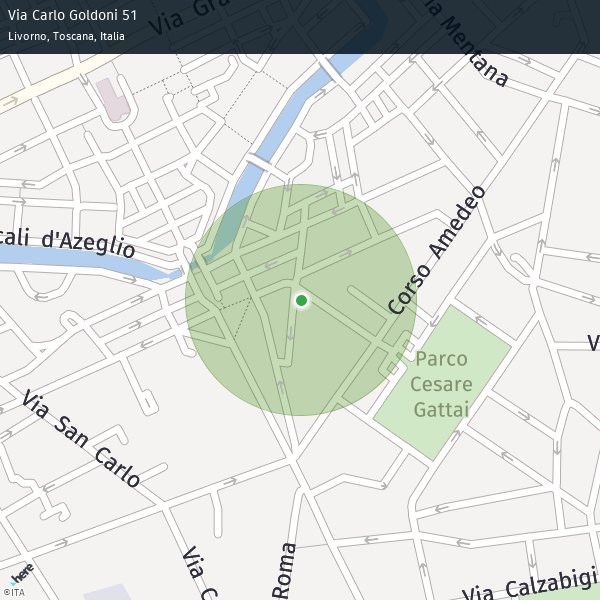 Via Carlo Goldoni 51
Livorno, Toscana, Italia
Via Gra
ia Mentana
cali d'Azeglio
Corso Amedeo
Parco
Cesare
Gattai
V
Via San Carlo
Via C
Roma
Via Calzabigi
here
©ITA